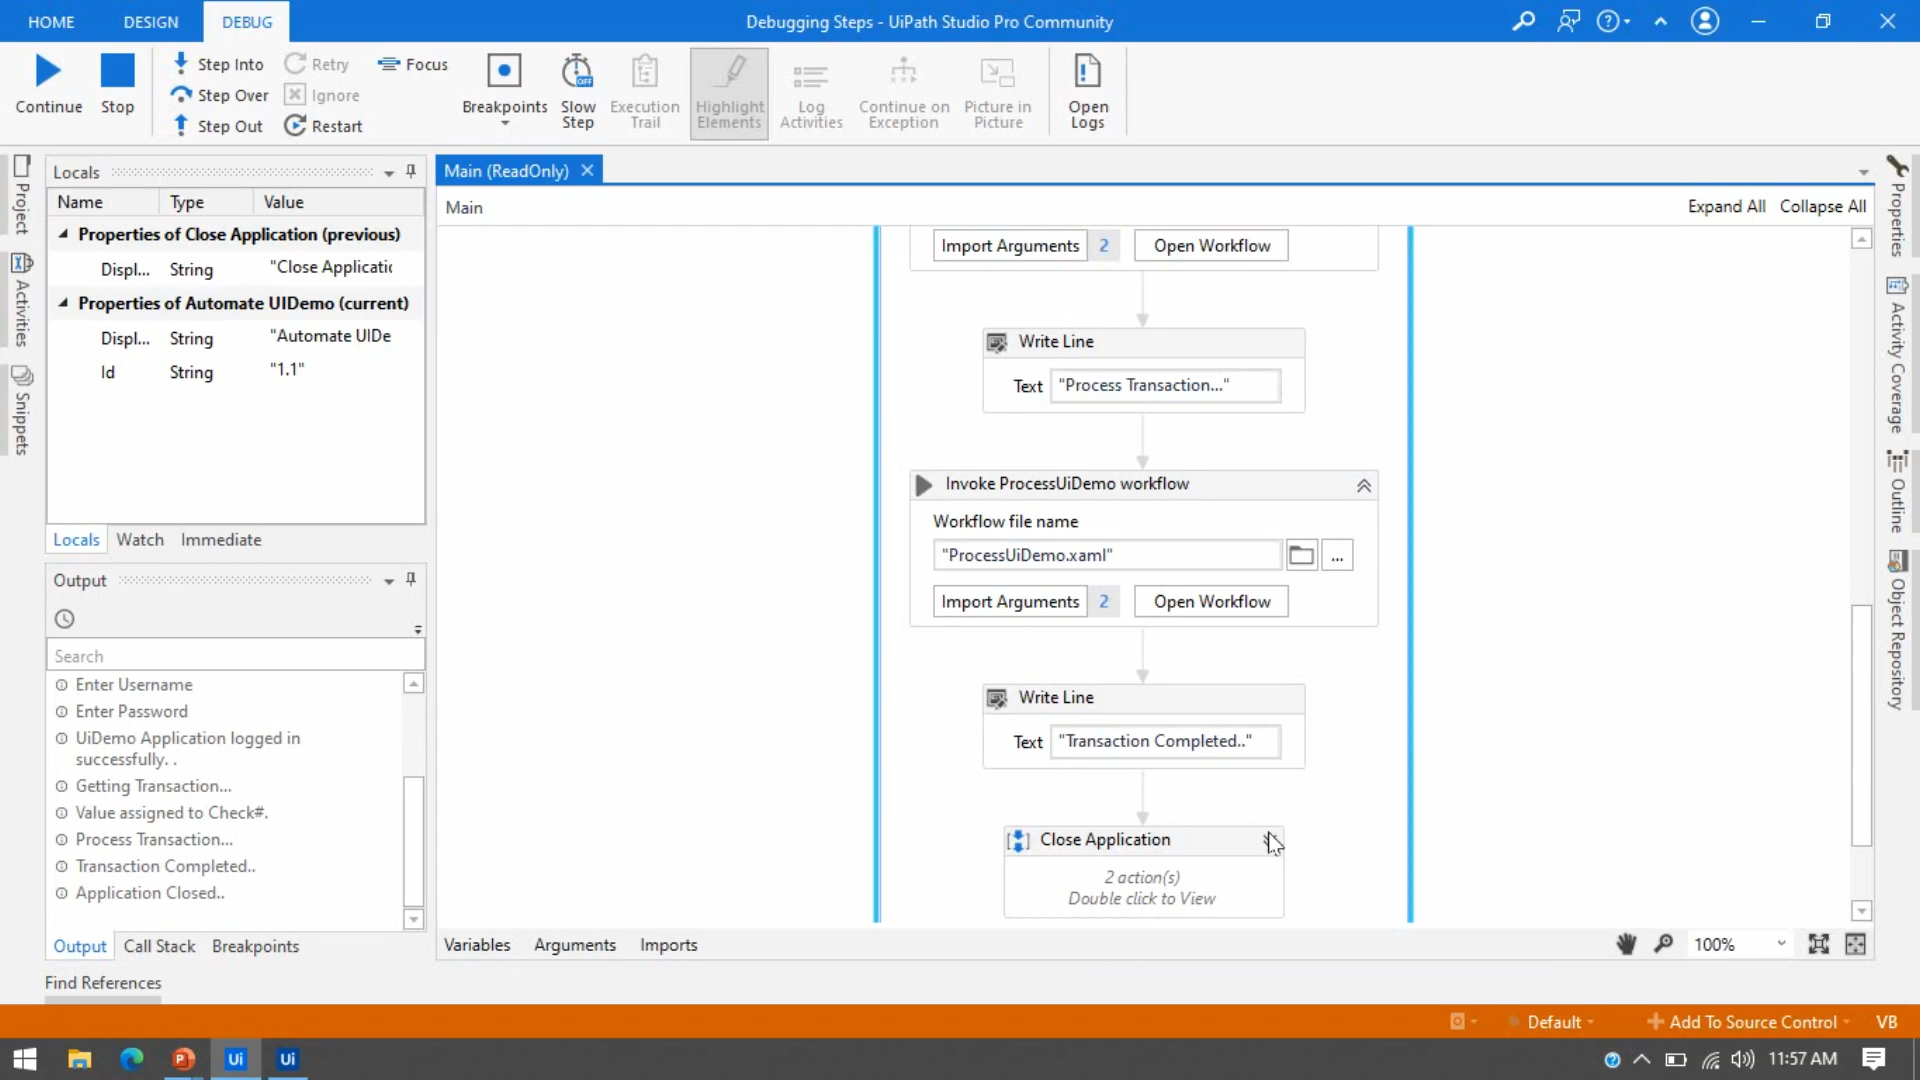 HOME DESIGN DEBUG Debugging Steps - UiPath Studio Pro Community
Continue Stop Step Into Retry Focus Breakpoints Slow Step Execution Trail Highlight Elements Log Activities Continue on Exception Picture in Picture Open Logs
Step Over Ignore
Step Out Restart
Project
Activities
Snippets
Locals
Name Type Value
Properties of Close Application (previous)
Displ... String "Close Applicatic
Properties of Automate UIDemo (current)
Displ... String "Automate UIDe
Id String "1.1"
Locals Watch Immediate
Output
Search
Enter Username
Enter Password
UiDemo Application logged in
successfully. .
Getting Transaction...
Value assigned to Check#.
Process Transaction...
Transaction Completed..
Application Closed..
Output Call Stack Breakpoints
Find References
Main (ReadOnly)
Main Expand All Collapse All
Import Arguments 2 Open Workflow
Write Line
Text "Process Transaction..."
Invoke ProcessUiDemo workflow
Workflow file name
"ProcessUiDemo.xaml" ...
Import Arguments 2 Open Workflow
Write Line
Text "Transaction Completed.."
Close Application
2 action(s)
Double click to View
Variables Arguments Imports 100%
Properties
Activity Coverage
Outline
Object Repository
Default Add To Source Control VB
Ui Ui 11:57 AM